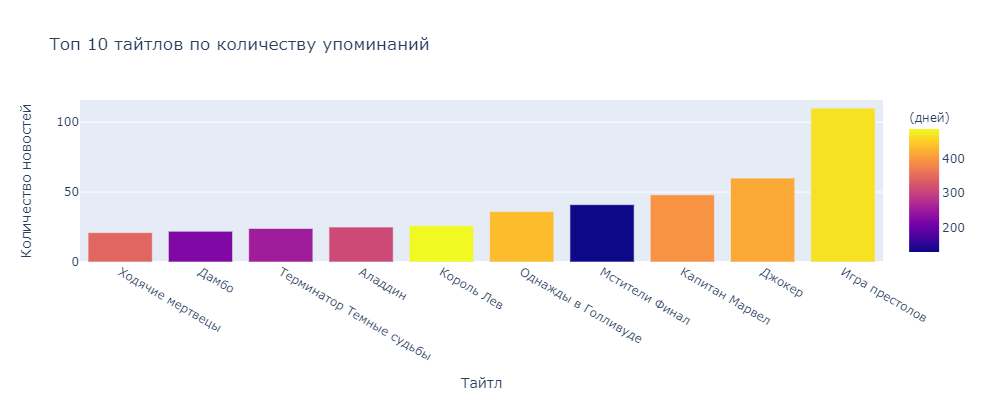 Топ 10 тайтлов по количеству упоминаний
Количество новостей
100
50
0
Ходячие мертвецы
Дамбо
Терминатор Темные судьбы
Аладдин
Король Лев
Однажды в Голливуде
Мстители Финал
Капитан Марвел
Джокер
Игра престолов
Тайтл
(дней)
400
300
200